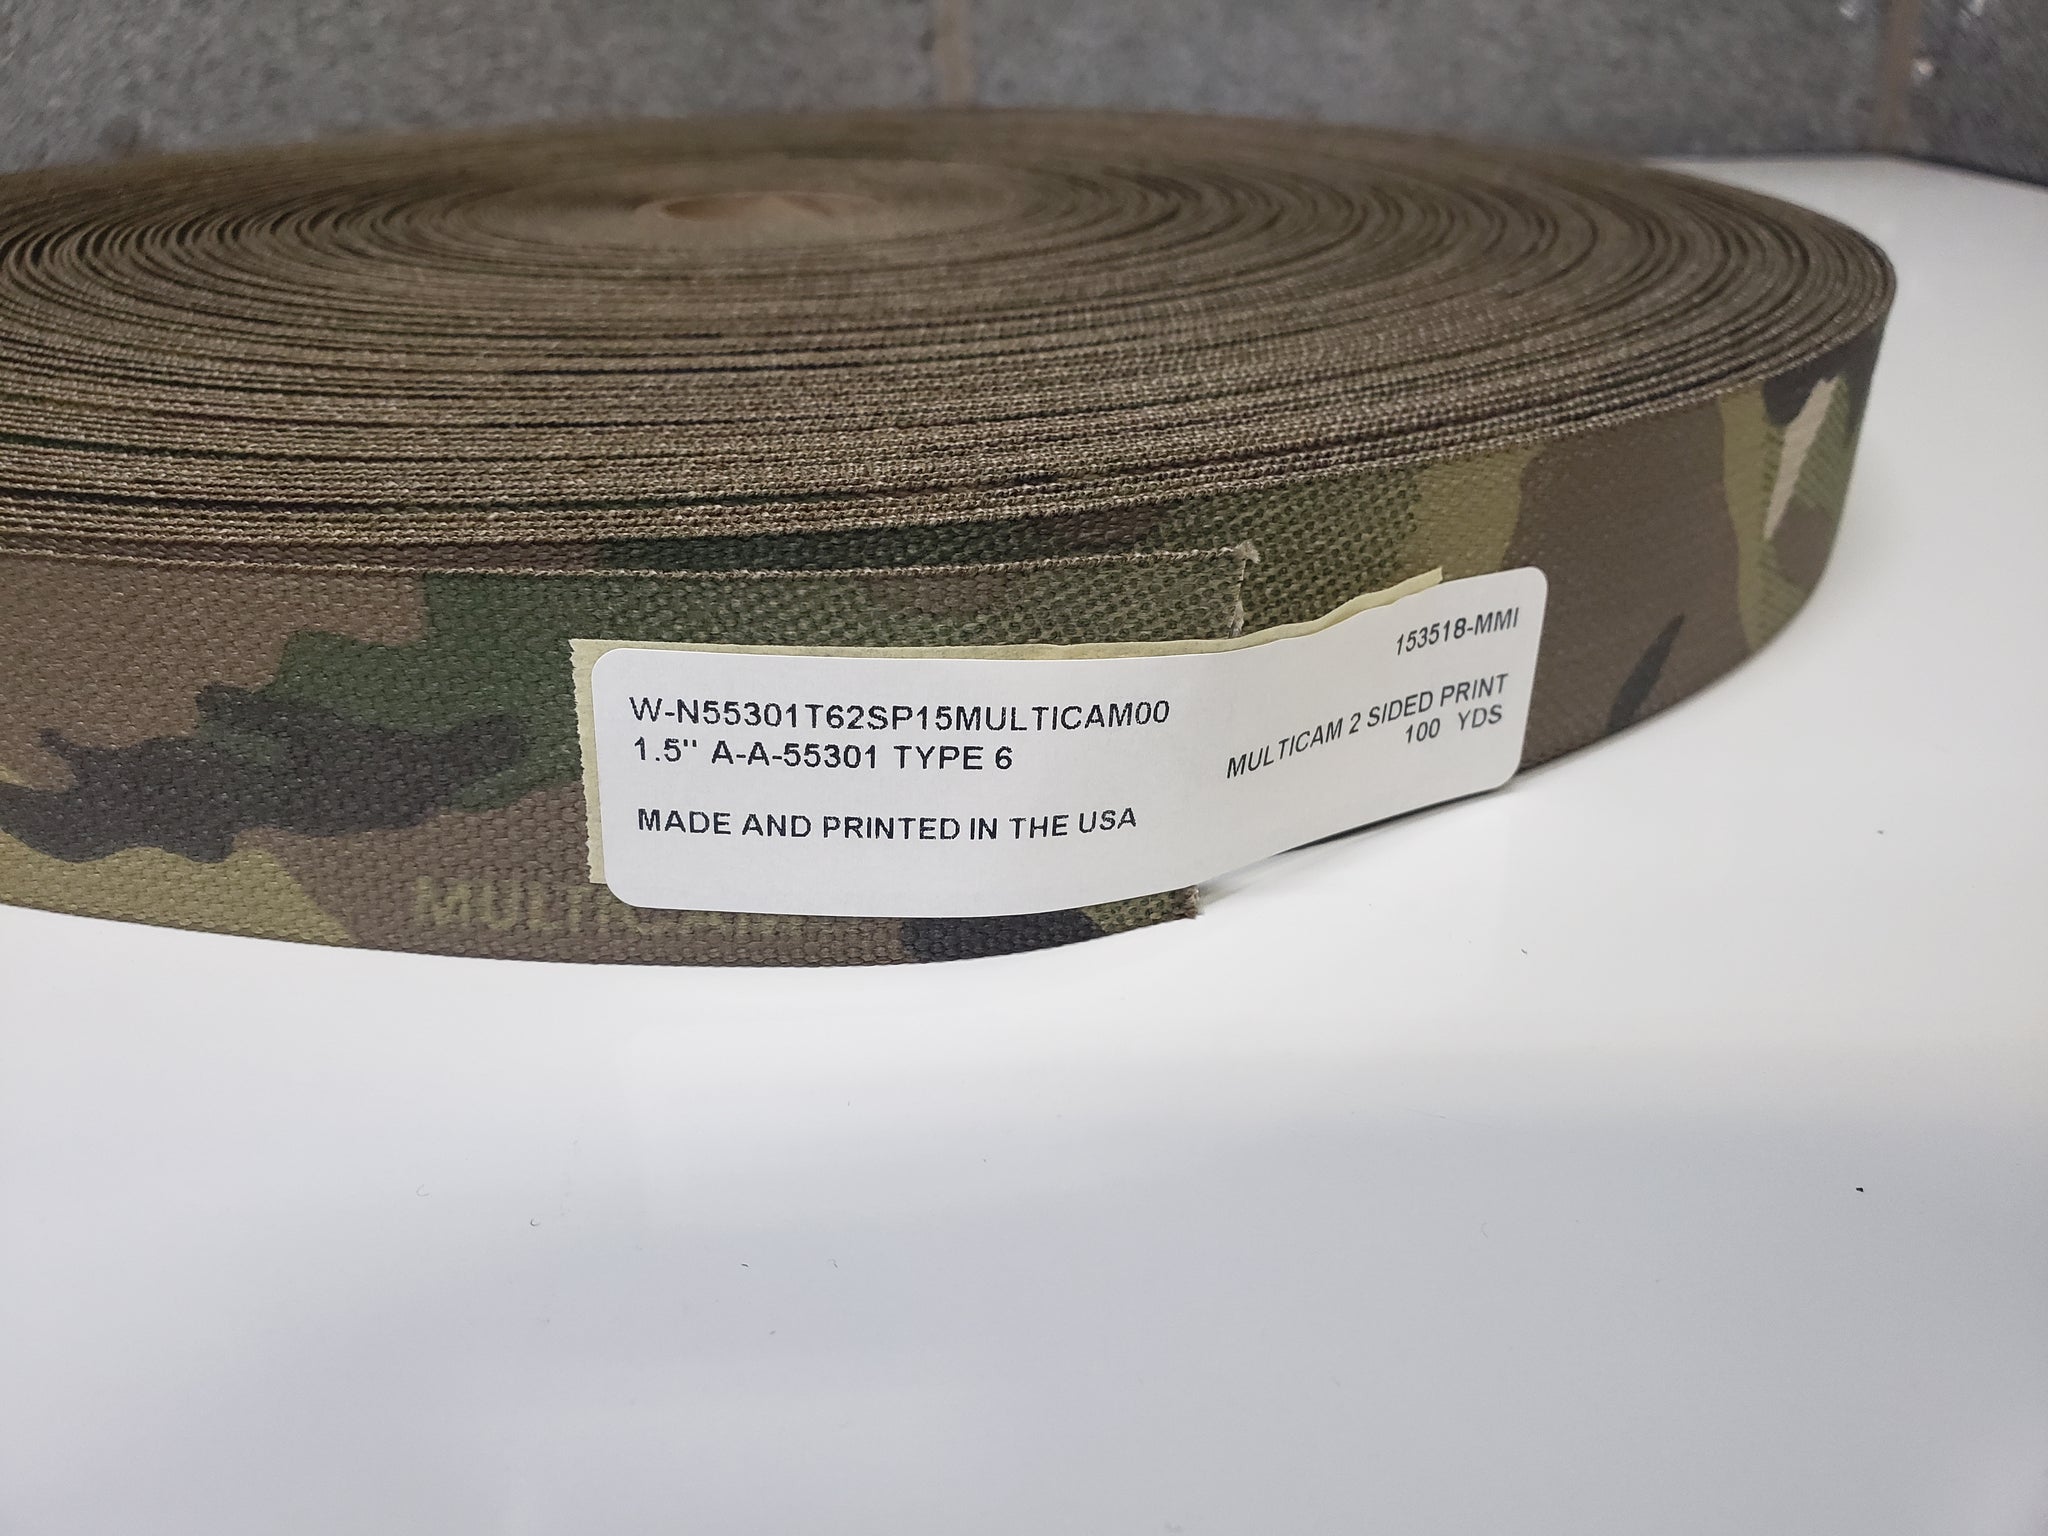 153518-MMI
W-N55301T62SP15MULTICAM00
1.5" A-A-55301 TYPE 6
MULTICAM 2 SIDED PRINT
100 YDS
MADE AND PRINTED IN THE USA
MULTICAM